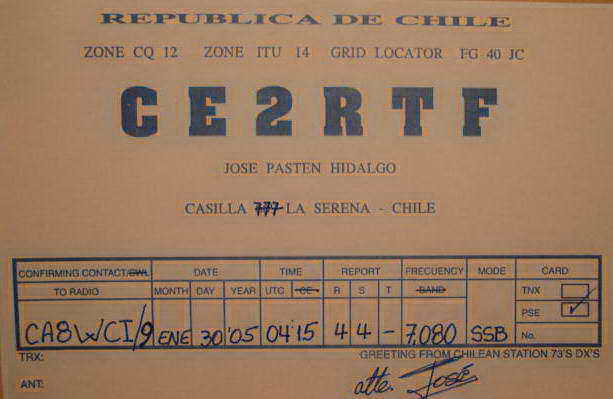 REPUBLICA DE CHILE
ZONE CQ 12 ZONE ITU 14 GRID LOCATOR FG 40 JC
CE2RTF
JOSE PASTEN HIDALGO
CASILLA 777 LA SERENA - CHILE
CONFIRMING CONTACT/SWL DATE TIME REPORT FRECUENCY MODE CARD
TO RADIO MONTH DAY YEAR UTC CE R S T BAND TNX
PSE ✓
CA8WCI/9 ENE 30 '05 04 15 4 4 - 7,080 SSB No.
TRX: GREETING FROM CHILEAN STATION 73'S DX'S
ANT: atte. José